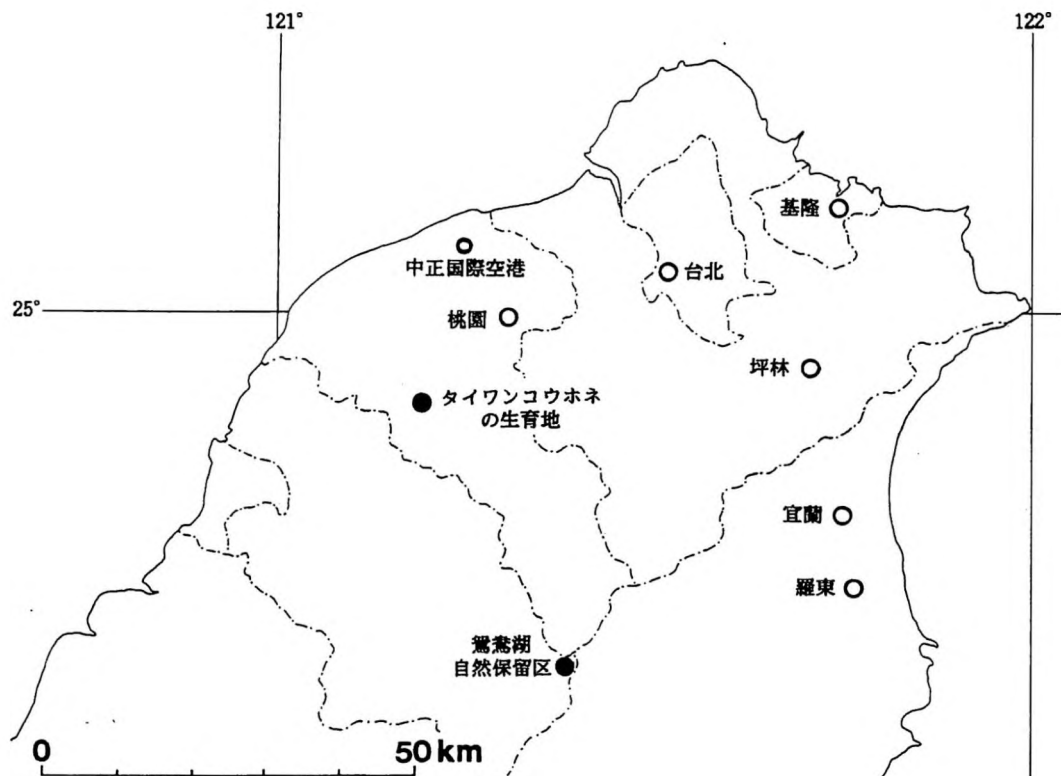 121°
122°
基隆
中正国際空港
台北
25°
桃園
坪林
タイワンコウホネ
の生育地
宜蘭
羅東
鴛鴦湖
自然保留区
0
50km